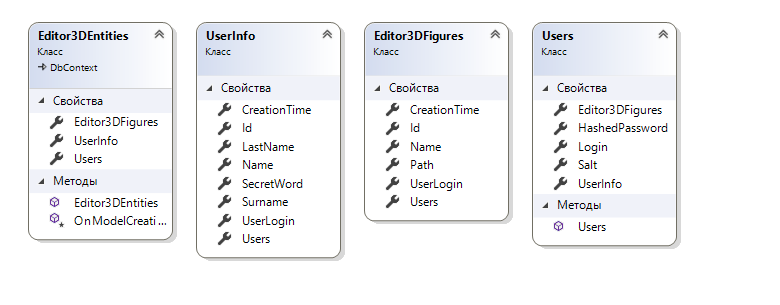 Editor3DEntities
Класс
DbContext
Свойства
Editor3DFigures
UserInfo
Users
Методы
Editor3DEntities
OnModelCreati ...
UserInfo
Класс
Свойства
CreationTime
Id
LastName
Name
SecretWord
Surname
UserLogin
Users
Editor3DFigures
Класс
Свойства
CreationTime
Id
Name
Path
UserLogin
Users
Users
Класс
Свойства
Editor3DFigures
HashedPassword
Login
Salt
UserInfo
Методы
Users